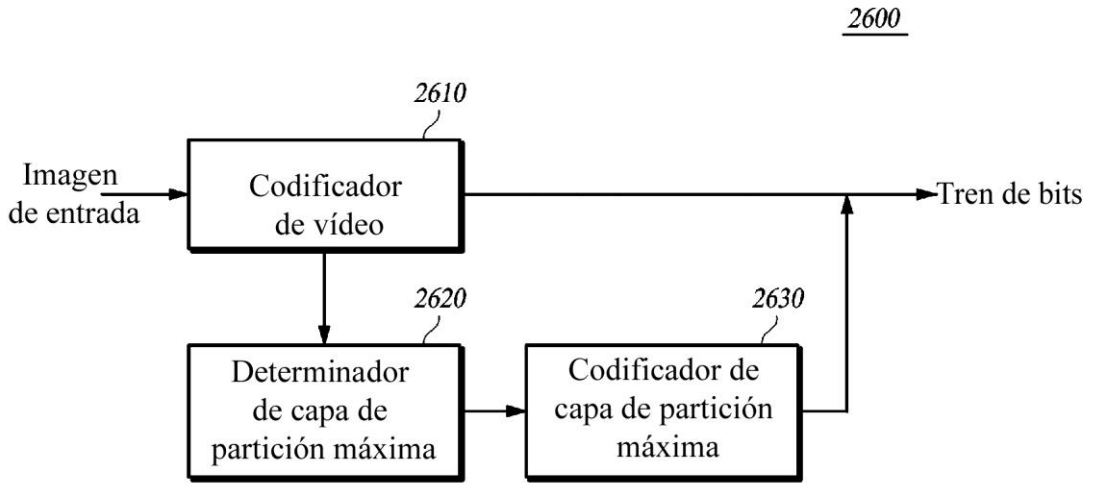 2600
2610
Imagen
de entrada
Codificador
de vídeo
Tren de bits
2620
2630
Determinador
de capa de
partición máxima
Codificador de
capa de partición
máxima